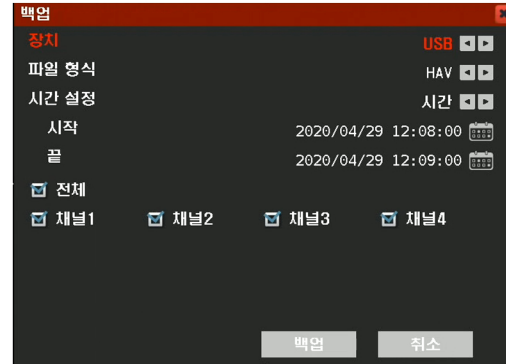 백업
장치 USB
파일 형식 HAV
시간 설정 시간
시작 2020/04/29 12:08:00
끝 2020/04/29 12:09:00
전체
채널1 채널2 채널3 채널4
백업 취소